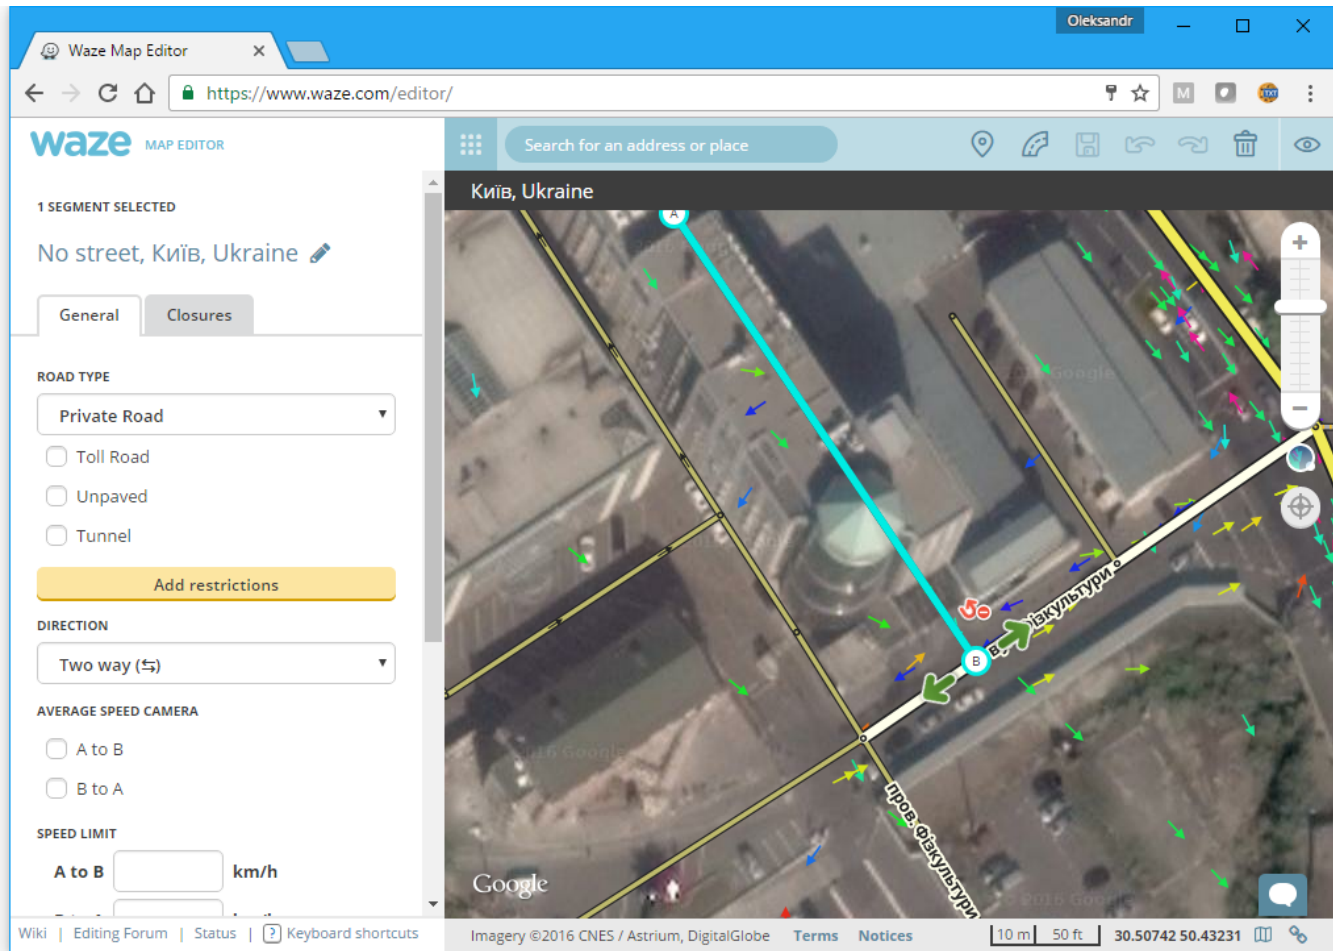 Oleksandr
Waze Map Editor
https://www.waze.com/editor/
M
TXT
waze MAP EDITOR
Search for an address or place
Київ, Ukraine
1 SEGMENT SELECTED
No street, Київ, Ukraine
General
Closures
ROAD TYPE
Private Road
Toll Road
Unpaved
Tunnel
Add restrictions
DIRECTION
Two way (⇆)
AVERAGE SPEED CAMERA
A to B
B to A
SPEED LIMIT
A to B km/h
A
B
ізкультури
пров. Фізкультури
Google
Wiki | Editing Forum | Status | ? Keyboard shortcuts
Imagery ©2016 CNES / Astrium, DigitalGlobe Terms Notices
10 m 50 ft
30.50742 50.43231